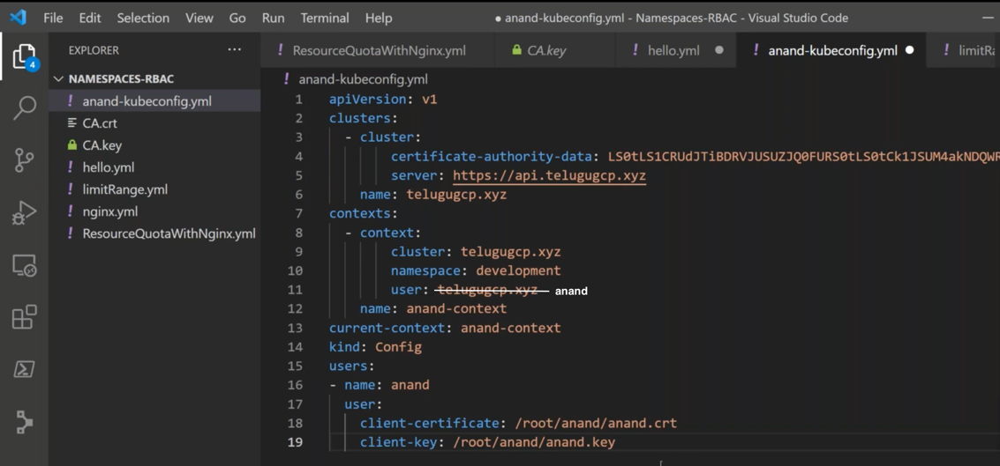 File Edit Selection View Go Run Terminal Help ● anand-kubeconfig.yml - Namespaces-RBAC - Visual Studio Code
EXPLORER ···
! ResourceQuotaWithNginx.yml CA.key ! hello.yml ● ! anand-kubeconfig.yml ● ! limitRa
4
NAMESPACES-RBAC
! anand-kubeconfig.yml
CA.crt
CA.key
! hello.yml
! limitRange.yml
! nginx.yml
! ResourceQuotaWithNginx.yml
! anand-kubeconfig.yml
1 apiVersion: v1
2 clusters:
3 - cluster:
4 certificate-authority-data: LS0tLS1CRUdJTiBDRVJUSUZJQ0FURS0tLS0tCk1JSUM4akNDQWR
5 server: https://api.telugugcp.xyz
6 name: telugugcp.xyz
7 contexts:
8 - context:
9 cluster: telugugcp.xyz
10 namespace: development
11 user: telugugcp.xyz anand
12 name: anand-context
13 current-context: anand-context
14 kind: Config
15 users:
16 - name: anand
17 user:
18 client-certificate: /root/anand/anand.crt
19 client-key: /root/anand/anand.key